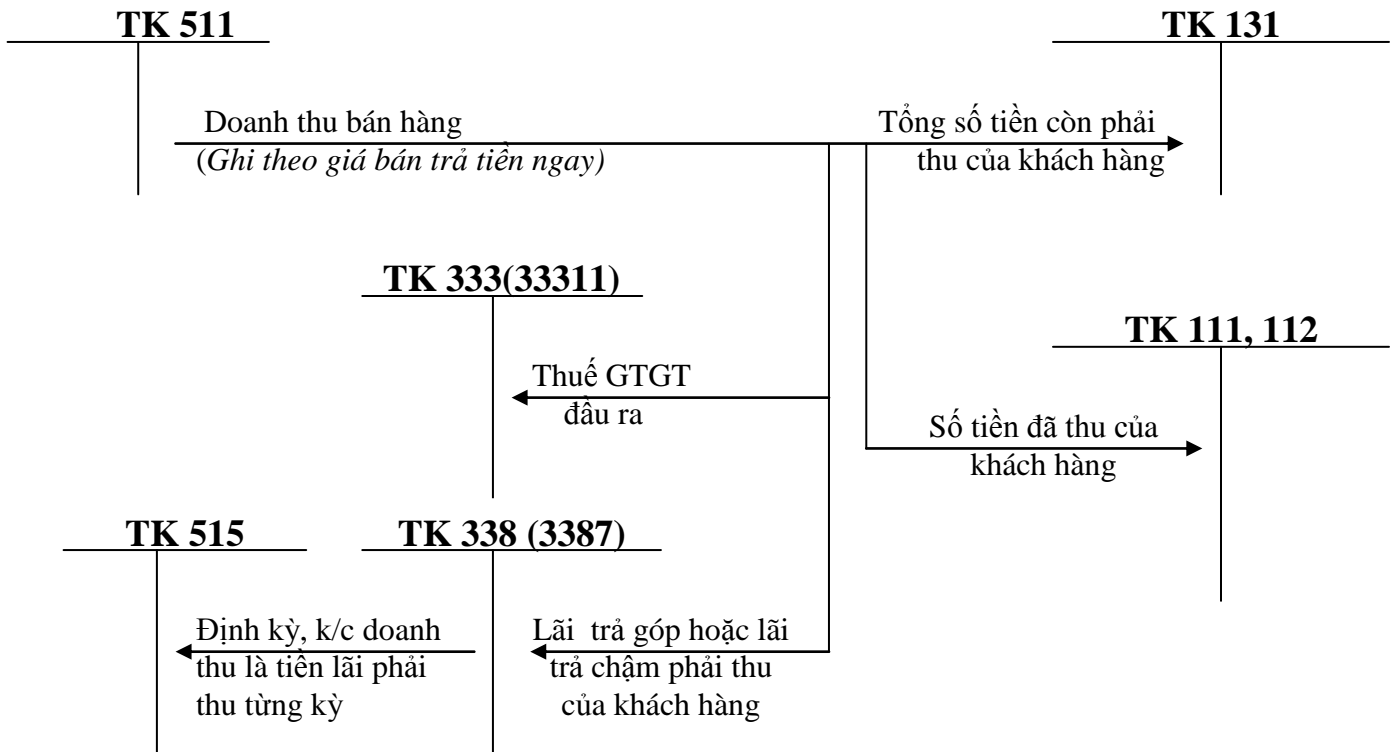 TK 511
TK 131
Doanh thu bán hàng
(Ghi theo giá bán trả tiền ngay)
Tổng số tiền còn phải
thu của khách hàng
TK 333(33311)
TK 111, 112
Thuế GTGT
đầu ra
Số tiền đã thu của
khách hàng
TK 515
TK 338 (3387)
Định kỳ, k/c doanh
thu là tiền lãi phải
thu từng kỳ
Lãi trả góp hoặc lãi
trả chậm phải thu
của khách hàng